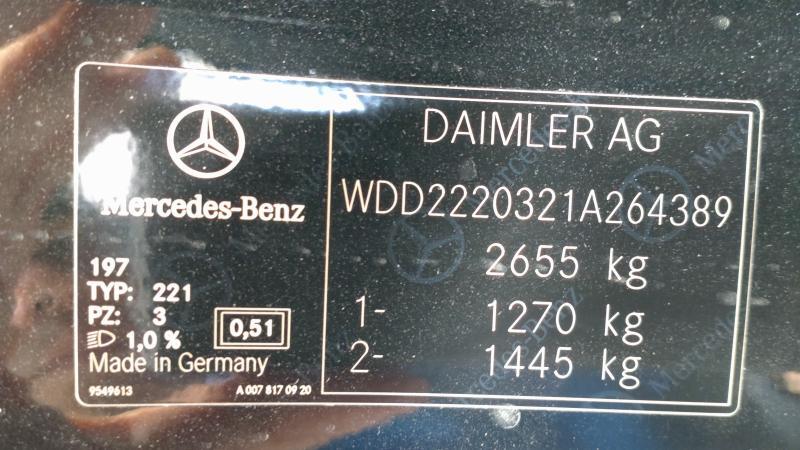 Mercedes-Benz
197
TYP: 221
PZ: 3
1,0 %
0,51
Made in Germany
9549613
A 007 817 09 20
DAIMLER AG
WDD2220321A264389
2655 kg
1- 1270 kg
2- 1445 kg